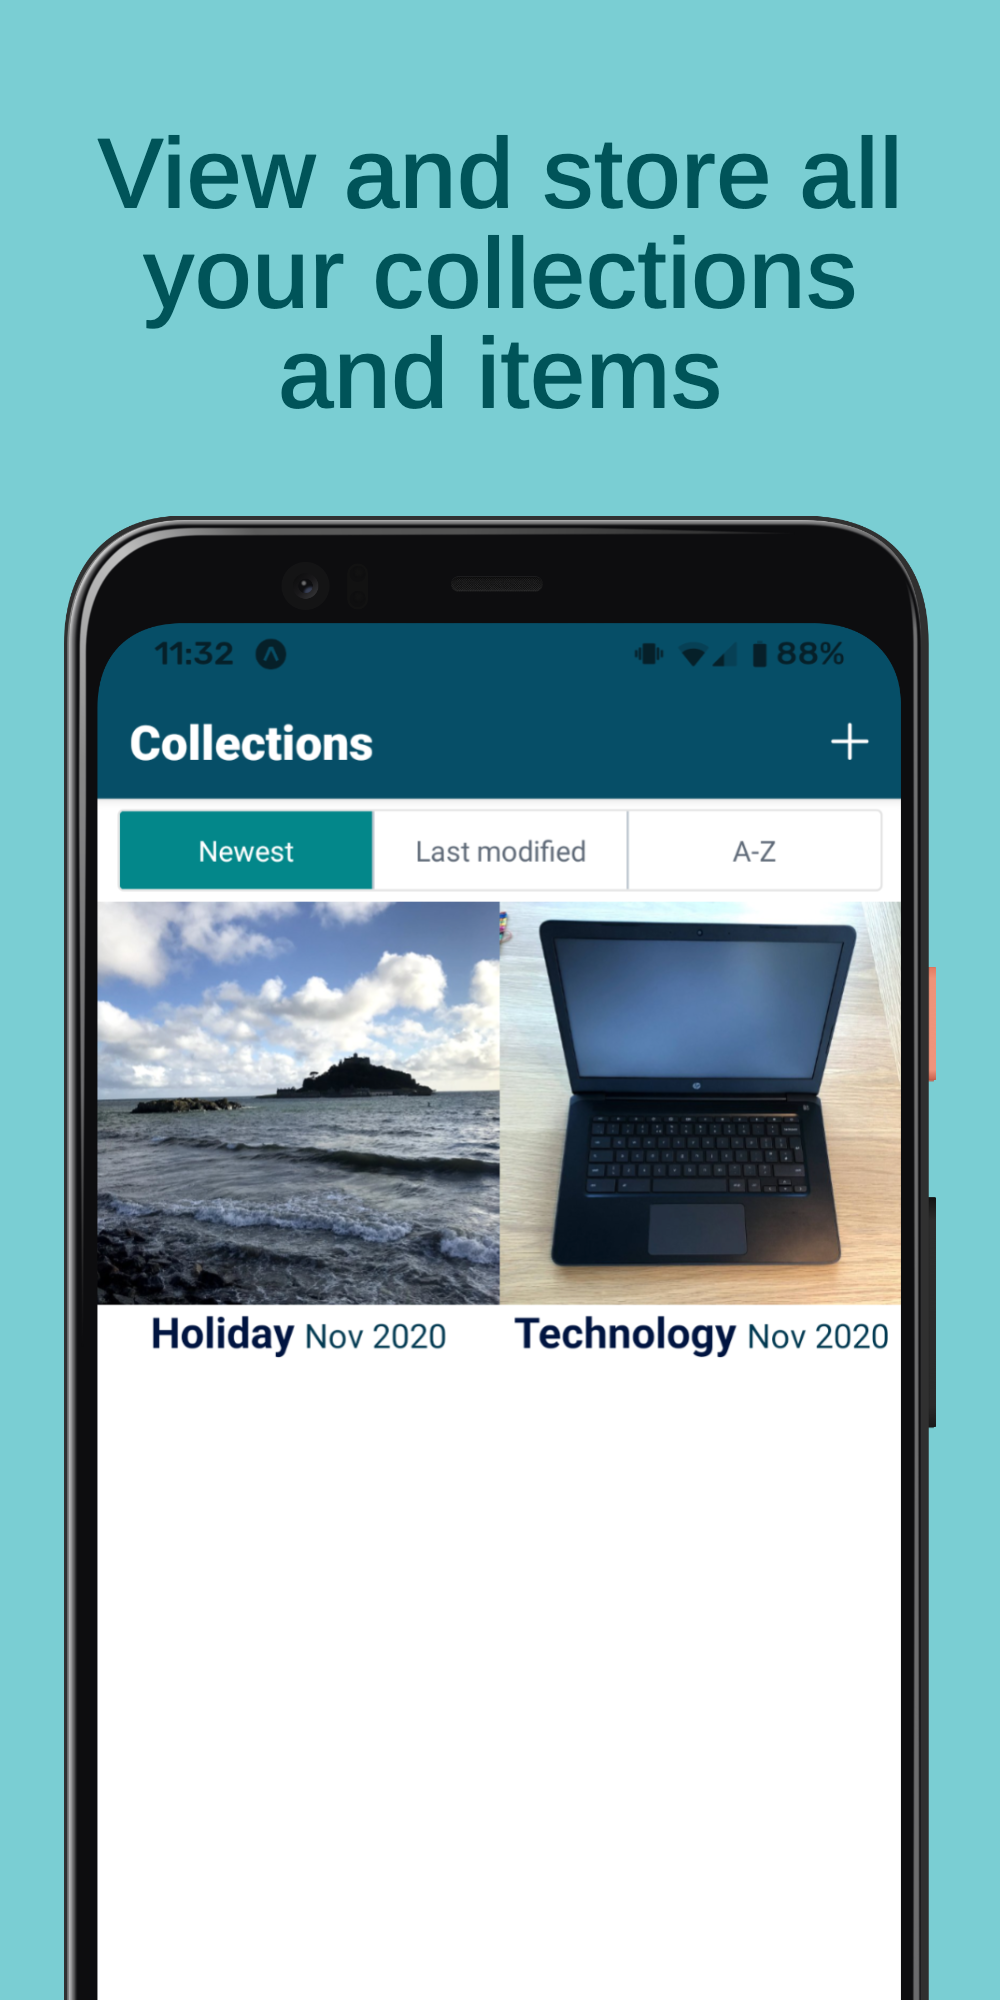 View and store all
your collections
and items
11:32 88%
Collections
Newest Last modified A-Z
Holiday Nov 2020 Technology Nov 2020